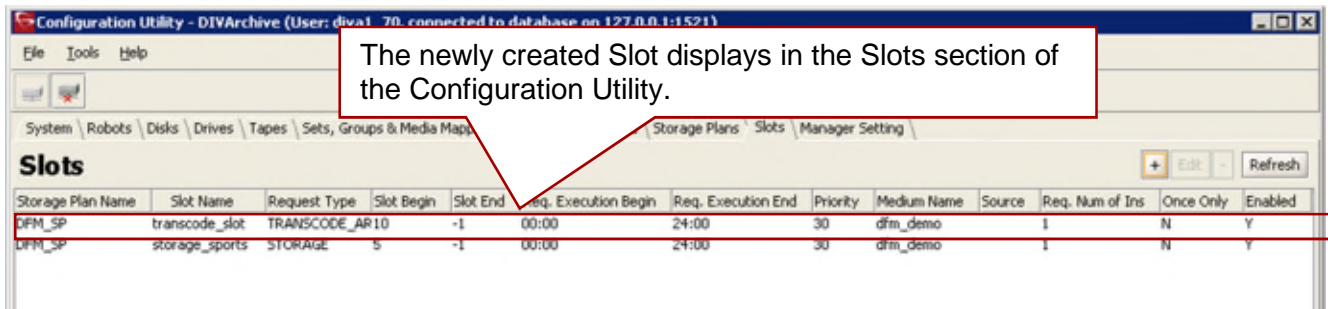 Configuration Utility - DIVArchive (User: diva1_70, connected to database on 127.0.0.1:1521)
File Tools Help
The newly created Slot displays in the Slots section of
the Configuration Utility.
System \ Robots \ Disks \ Drives \ Tapes \ Sets, Groups & Media Mapp Storage Plans \ Slots \ Manager Setting \
Slots + Edit - Refresh
Storage Plan Name Slot Name Request Type Slot Begin Slot End Req. Execution Begin Req. Execution End Priority Medium Name Source Req. Num of Ins Once Only Enabled
DFM_SP transcode_slot TRANSCODE_AR 10 -1 00:00 24:00 30 dfm_demo 1 N Y
DFM_SP storage_sports STORAGE 5 -1 00:00 24:00 30 dfm_demo 1 N Y